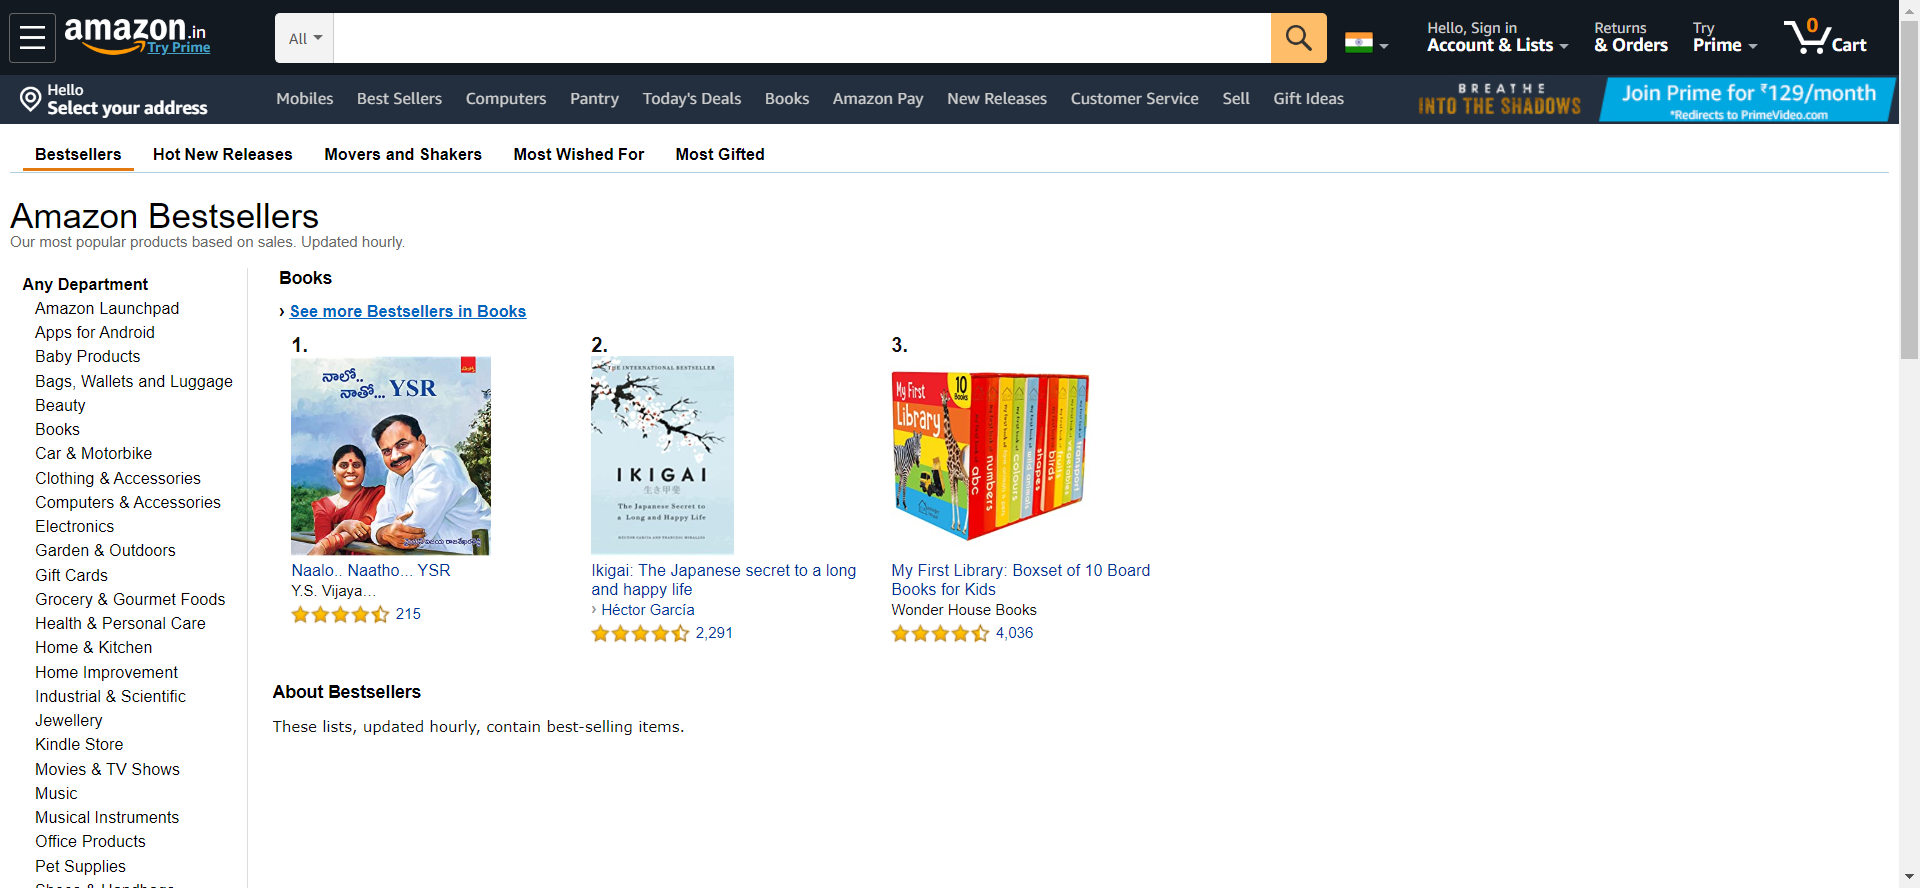 amazon.in
Try Prime
All
Hello, Sign in
Account & Lists
Returns
& Orders
Try
Prime
0
Cart
Hello
Select your address
Mobiles
Best Sellers
Computers
Pantry
Today's Deals
Books
Amazon Pay
New Releases
Customer Service
Sell
Gift Ideas
BREATHE
INTO THE SHADOWS
Join Prime for ₹129/month
*Redirects to PrimeVideo.com
Bestsellers
Hot New Releases
Movers and Shakers
Most Wished For
Most Gifted
Amazon Bestsellers
Our most popular products based on sales. Updated hourly.
Any Department
Amazon Launchpad
Apps for Android
Baby Products
Bags, Wallets and Luggage
Beauty
Books
Car & Motorbike
Clothing & Accessories
Computers & Accessories
Electronics
Garden & Outdoors
Gift Cards
Grocery & Gourmet Foods
Health & Personal Care
Home & Kitchen
Home Improvement
Industrial & Scientific
Jewellery
Kindle Store
Movies & TV Shows
Music
Musical Instruments
Office Products
Pet Supplies
Shoes & Handbags
Books
› See more Bestsellers in Books
1.
నాలో..
నాతో... YSR
Naalo.. Naatho... YSR
Y.S. Vijaya…
215
2.
THE INTERNATIONAL BESTSELLER
IKIGAI
生き甲斐
The Japanese Secret to
a Long and Happy Life
HÉCTOR GARCÍA AND FRANCESC MIRALLES
Ikigai: The Japanese secret to a long
and happy life
› Héctor García
2,291
3.
My First
Library
10
Books
abc
numbers
colours
wild animals
shapes
birds
fruits
vegetables
transport
My First Library: Boxset of 10 Board
Books for Kids
Wonder House Books
4,036
About Bestsellers
These lists, updated hourly, contain best-selling items.